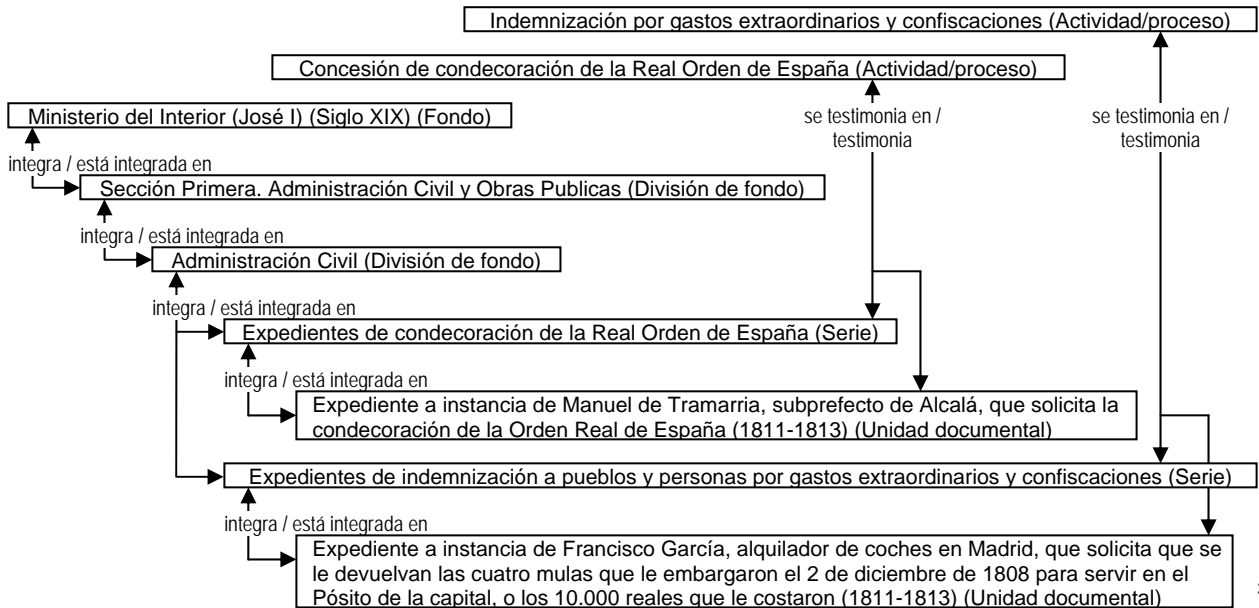 Indemnización por gastos extraordinarios y confiscaciones (Actividad/proceso)
Concesión de condecoración de la Real Orden de España (Actividad/proceso)
Ministerio del Interior (José I) (Siglo XIX) (Fondo)
se testimonia en /
testimonia
se testimonia en /
testimonia
integra / está integrada en
Sección Primera. Administración Civil y Obras Publicas (División de fondo)
integra / está integrada en
Administración Civil (División de fondo)
integra / está integrada en
Expedientes de condecoración de la Real Orden de España (Serie)
integra / está integrada en
Expediente a instancia de Manuel de Tramarria, subprefecto de Alcalá, que solicita la
condecoración de la Orden Real de España (1811-1813) (Unidad documental)
Expedientes de indemnización a pueblos y personas por gastos extraordinarios y confiscaciones (Serie)
integra / está integrada en
Expediente a instancia de Francisco García, alquilador de coches en Madrid, que solicita que se
le devuelvan las cuatro mulas que le embargaron el 2 de diciembre de 1808 para servir en el
Pósito de la capital, o los 10.000 reales que le costaron (1811-1813) (Unidad documental)